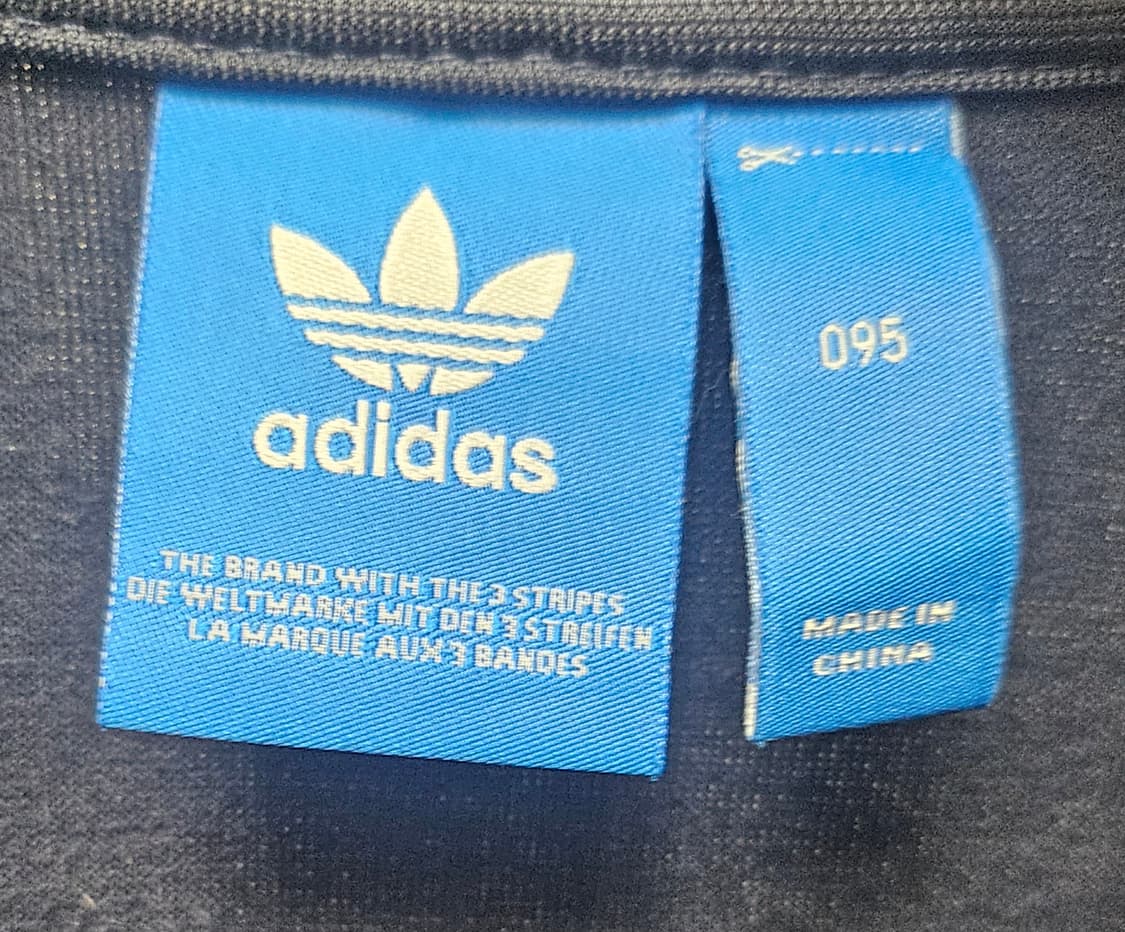 adidas
THE BRAND WITH THE 3 STRIPES
DIE WELTMARKE MIT DEN 3 STREIFEN
LA MARQUE AUX 3 BANDES
095
MADE IN
CHINA